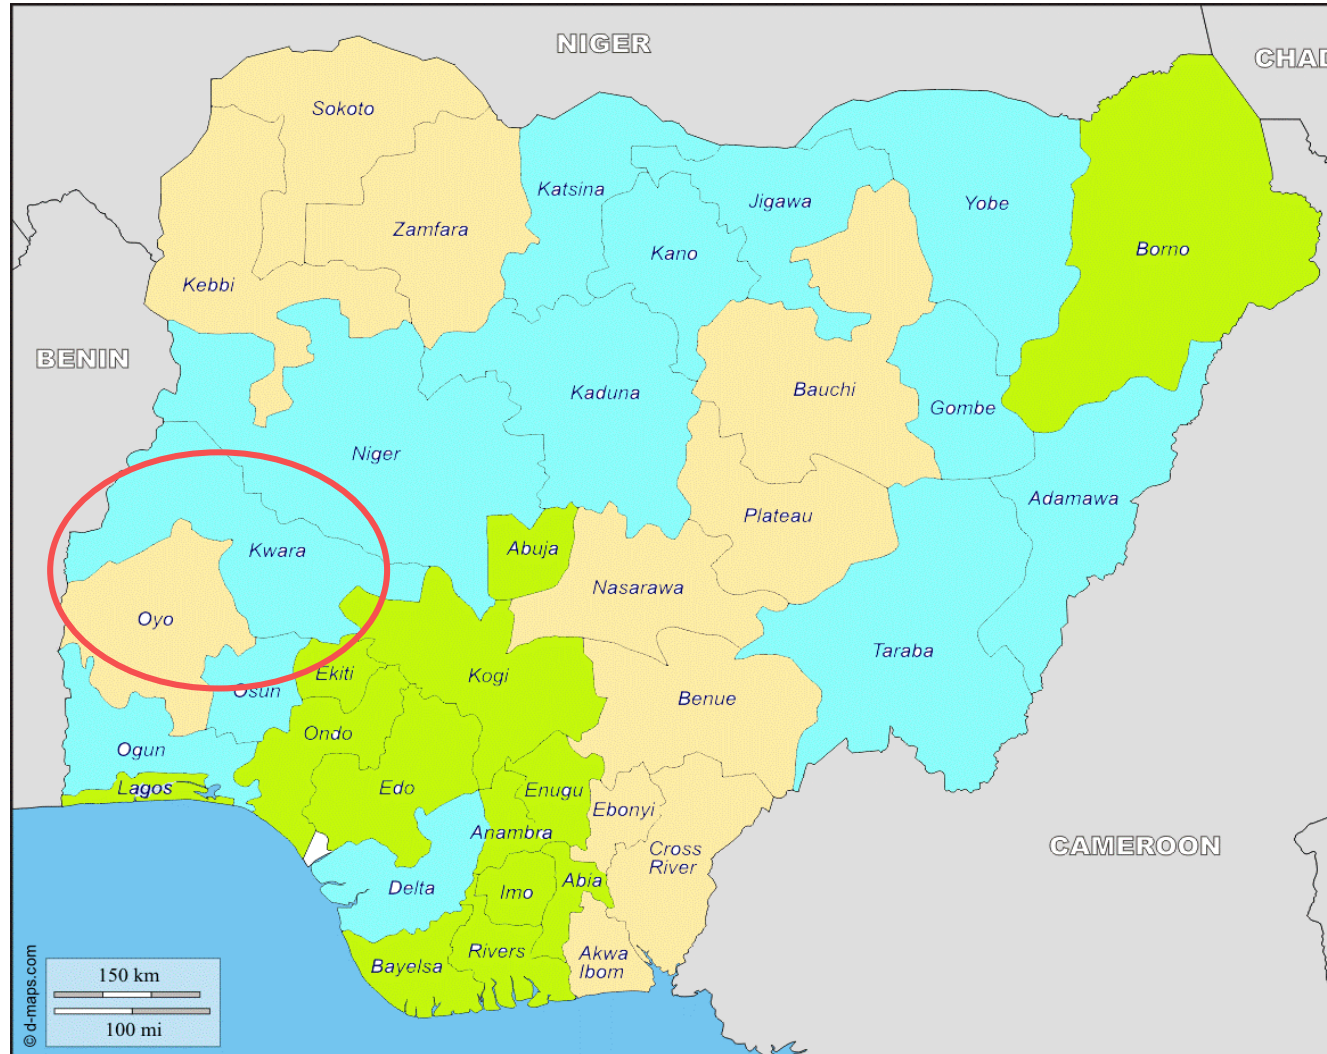 NIGER
CHAD
Sokoto
Katsina
Jigawa
Yobe
Zamfara
Kano
Borno
Kebbi
BENIN
Kaduna
Bauchi
Gombe
Niger
Adamawa
Plateau
Kwara
Abuja
Nasarawa
Oyo
Taraba
Ekiti
Kogi
Osun
Benue
Ondo
Ogun
Lagos
Edo
Enugu
Ebonyi
Anambra
Cross
River
CAMEROON
Delta
Imo
Abia
Rivers
Akwa
Ibom
Bayelsa
150 km
100 mi
© d-maps.com